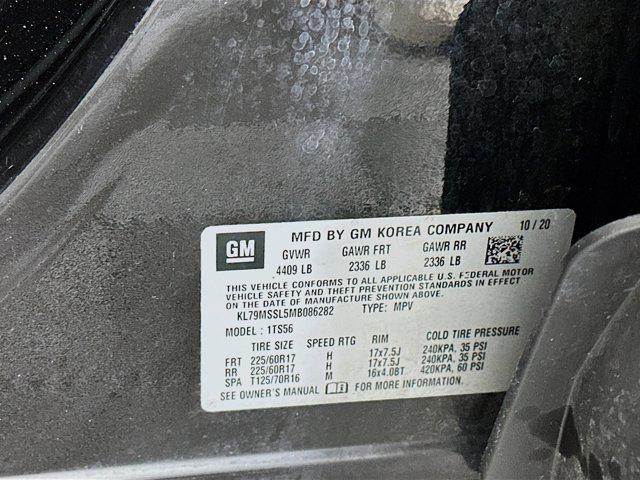 GM MFD BY GM KOREA COMPANY 10/20
GVWR GAWR FRT GAWR RR
4409 LB 2336 LB 2336 LB
THIS VEHICLE CONFORMS TO ALL APPLICABLE U.S. FEDERAL MOTOR
VEHICLE SAFETY AND THEFT PREVENTION STANDARDS IN EFFECT
ON THE DATE OF MANUFACTURE SHOWN ABOVE.
KL79MSSL5MB086282 TYPE: MPV
MODEL: 1TS56
TIRE SIZE SPEED RTG RIM COLD TIRE PRESSURE
FRT 225/60R17 H 17x7.5J 240KPA, 35 PSI
RR 225/60R17 H 17x7.5J 240KPA, 35 PSI
SPA T125/70R16 M 16x4.0BT 420KPA, 60 PSI
SEE OWNER'S MANUAL FOR MORE INFORMATION.